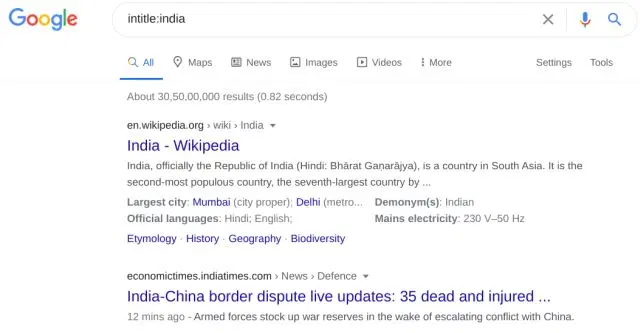 Google
intitle:india
All Maps News Images Videos More Settings Tools
About 30,50,00,000 results (0.82 seconds)
en.wikipedia.org › wiki › India
India - Wikipedia
India, officially the Republic of India (Hindi: Bhārat Gaṇarājya), is a country in South Asia. It is the
second-most populous country, the seventh-largest country by ...
Largest city: Mumbai (city proper); Delhi (metro... Demonym(s): Indian
Official languages: Hindi; English; Mains electricity: 230 V–50 Hz
Etymology · History · Geography · Biodiversity
economictimes.indiatimes.com › News › Defence
India-China border dispute live updates: 35 dead and injured ...
12 mins ago - Armed forces stock up war reserves in the wake of escalating conflict with China.